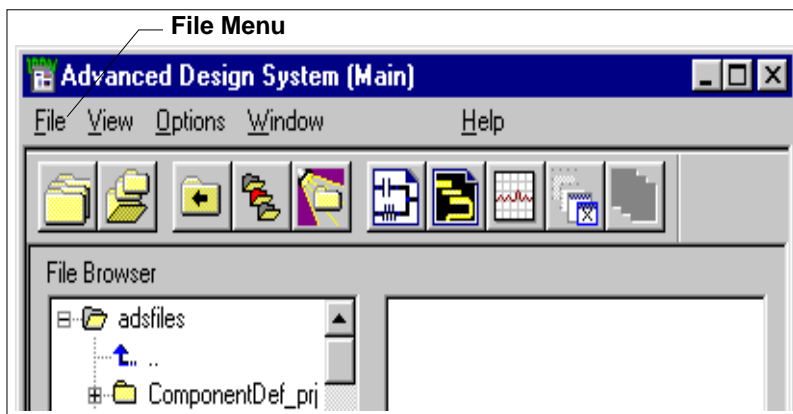 File Menu
Advanced Design System (Main)
File View Options Window Help
File Browser
adsfiles
..
ComponentDef_prj